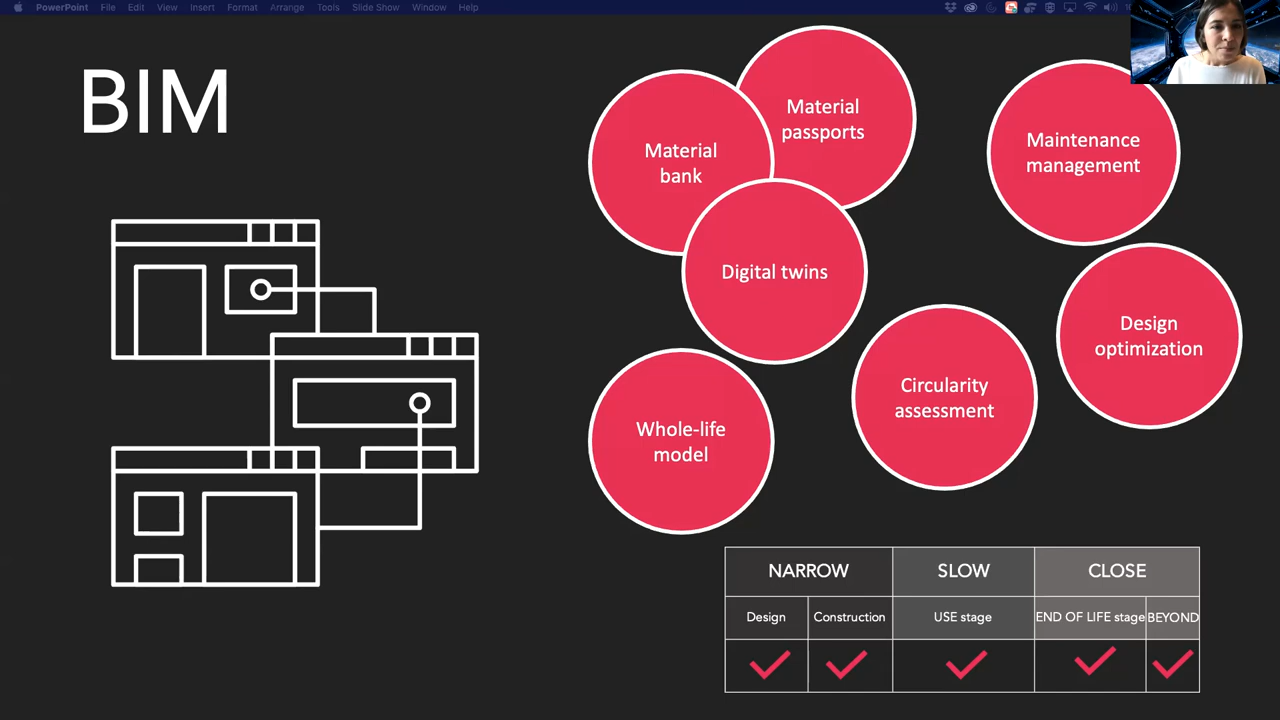 PowerPoint File Edit View Insert Format Arrange Tools Slide Show Window Help
BIM
Material
passports
Material
bank
Maintenance
management
Digital twins
Design
optimization
Circularity
assessment
Whole-life
model
NARROW SLOW CLOSE
Design Construction USE stage END OF LIFE stage BEYOND